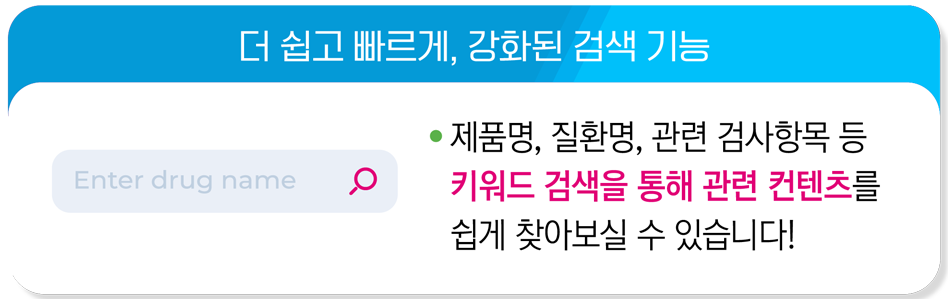 더 쉽고 빠르게, 강화된 검색 기능
Enter drug name
• 제품명, 질환명, 관련 검사항목 등
키워드 검색을 통해 관련 컨텐츠를
쉽게 찾아보실 수 있습니다!